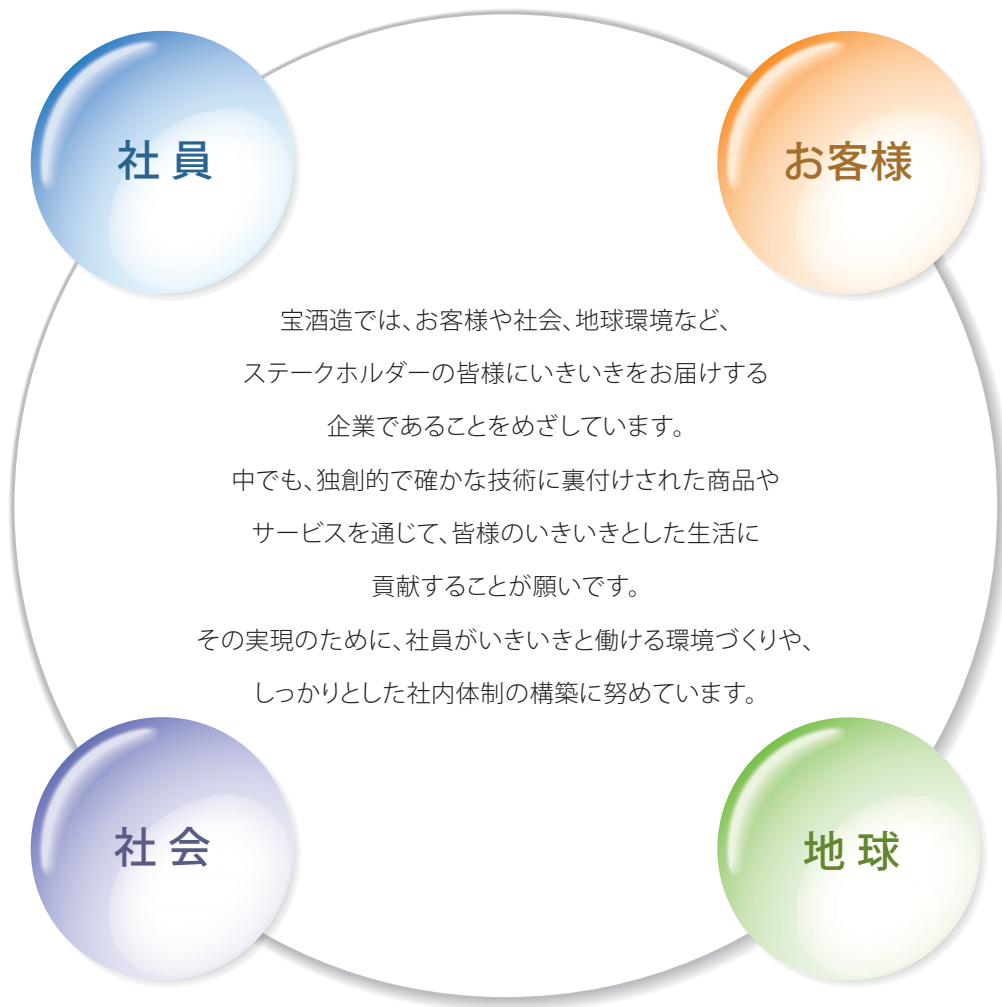 社員
お客様
宝酒造では、お客様や社会、地球環境など、
ステークホルダーの皆様にいきいきをお届けする
企業であることをめざしています。
中でも、独創的で確かな技術に裏付けされた商品や
サービスを通じて、皆様のいきいきとした生活に
貢献することが願いです。
その実現のために、社員がいきいきと働ける環境づくりや、
しっかりとした社内体制の構築に努めています。
社会
地球